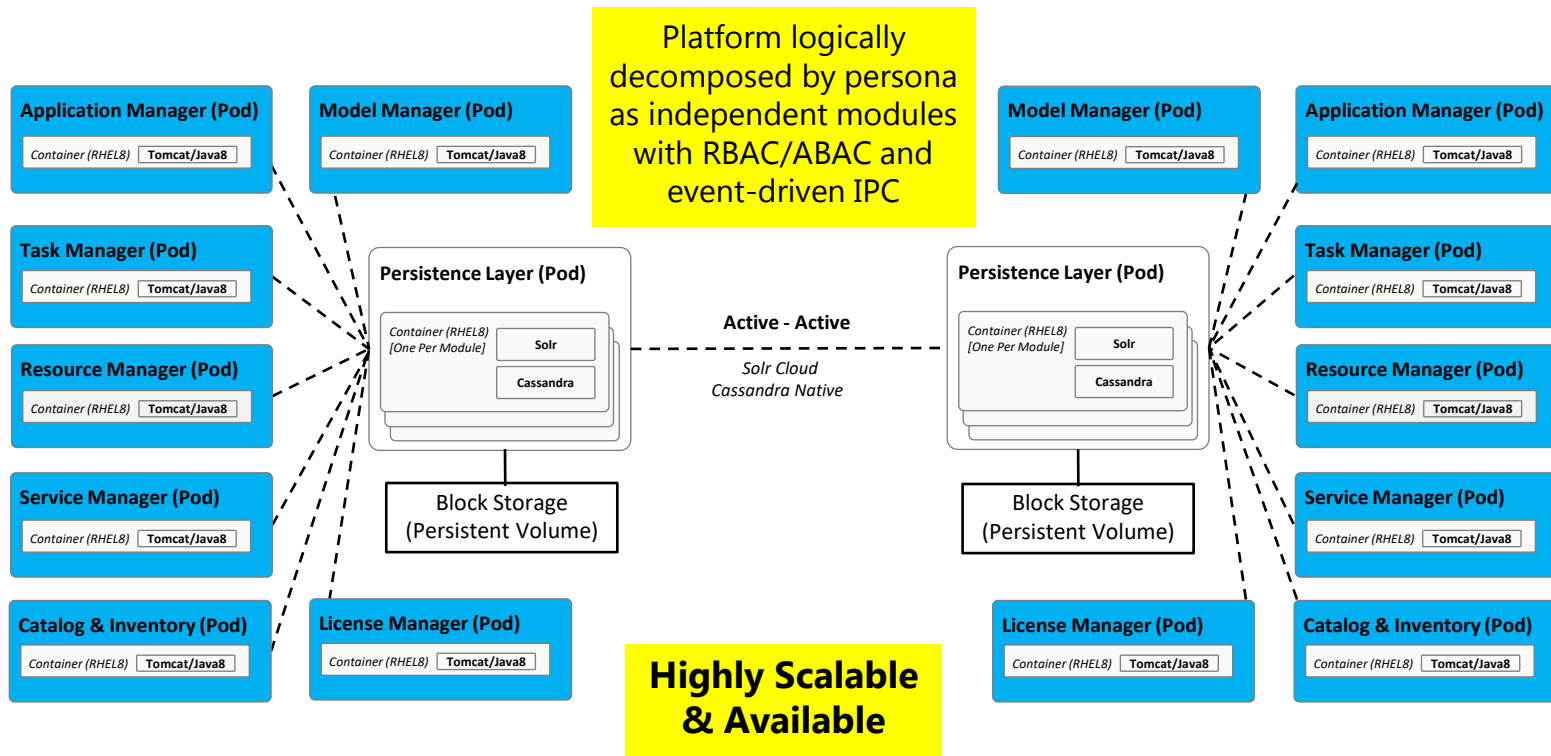 Platform logically
decomposed by persona
as independent modules
with RBAC/ABAC and
event-driven IPC
Application Manager (Pod)
Container (RHEL8) Tomcat/Java8
Model Manager (Pod)
Container (RHEL8) Tomcat/Java8
Model Manager (Pod)
Container (RHEL8) Tomcat/Java8
Application Manager (Pod)
Container (RHEL8) Tomcat/Java8
Task Manager (Pod)
Container (RHEL8) Tomcat/Java8
Persistence Layer (Pod)
Container (RHEL8)
[One Per Module]
Solr
Cassandra
Active - Active
Solr Cloud
Cassandra Native
Persistence Layer (Pod)
Container (RHEL8)
[One Per Module]
Solr
Cassandra
Task Manager (Pod)
Container (RHEL8) Tomcat/Java8
Resource Manager (Pod)
Container (RHEL8) Tomcat/Java8
Resource Manager (Pod)
Container (RHEL8) Tomcat/Java8
Service Manager (Pod)
Container (RHEL8) Tomcat/Java8
Block Storage
(Persistent Volume)
Block Storage
(Persistent Volume)
Service Manager (Pod)
Container (RHEL8) Tomcat/Java8
Catalog & Inventory (Pod)
Container (RHEL8) Tomcat/Java8
License Manager (Pod)
Container (RHEL8) Tomcat/Java8
Highly Scalable
& Available
License Manager (Pod)
Container (RHEL8) Tomcat/Java8
Catalog & Inventory (Pod)
Container (RHEL8) Tomcat/Java8